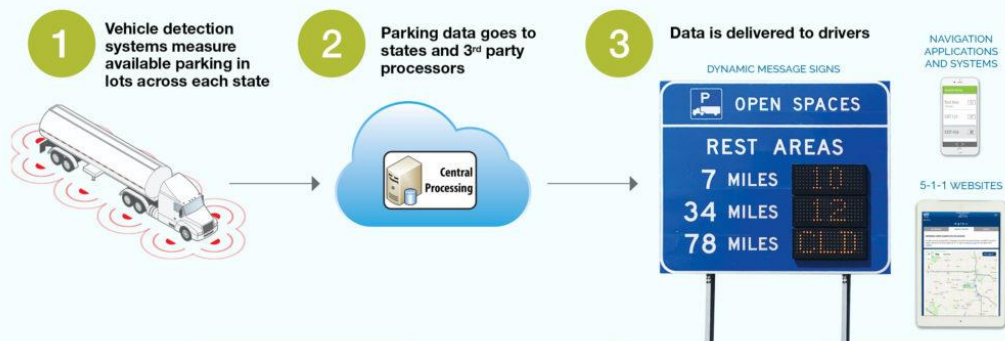 1
Vehicle detection
systems measure
available parking in
lots across each state
2
Parking data goes to
states and 3rd party
processors
Central
Processing
3
Data is delivered to drivers
DYNAMIC MESSAGE SIGNS
P
OPEN SPACES
REST AREAS
7 MILES 10
34 MILES 12
78 MILES CLD
NAVIGATION
APPLICATIONS
AND SYSTEMS
5-1-1 WEBSITES